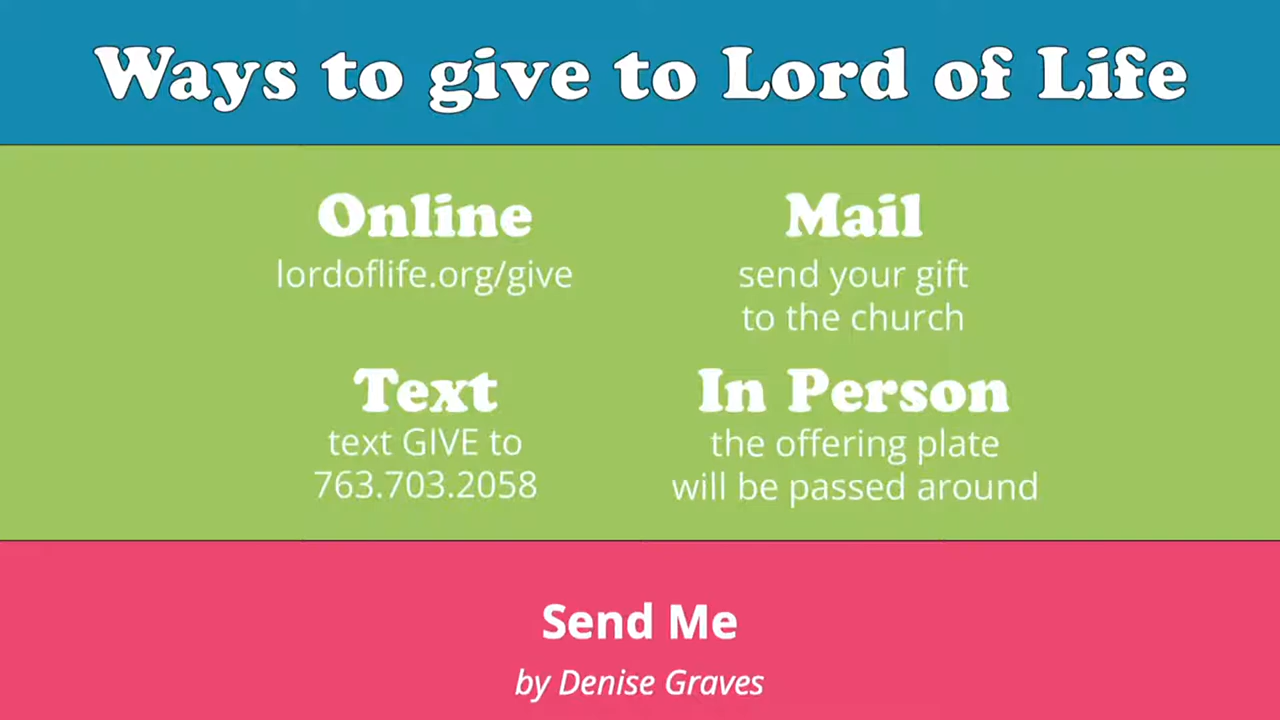 Ways to give to Lord of Life
Online
lordoflife.org/give
Mail
send your gift
to the church
Text
text GIVE to
763.703.2058
In Person
the offering plate
will be passed around
Send Me
by Denise Graves